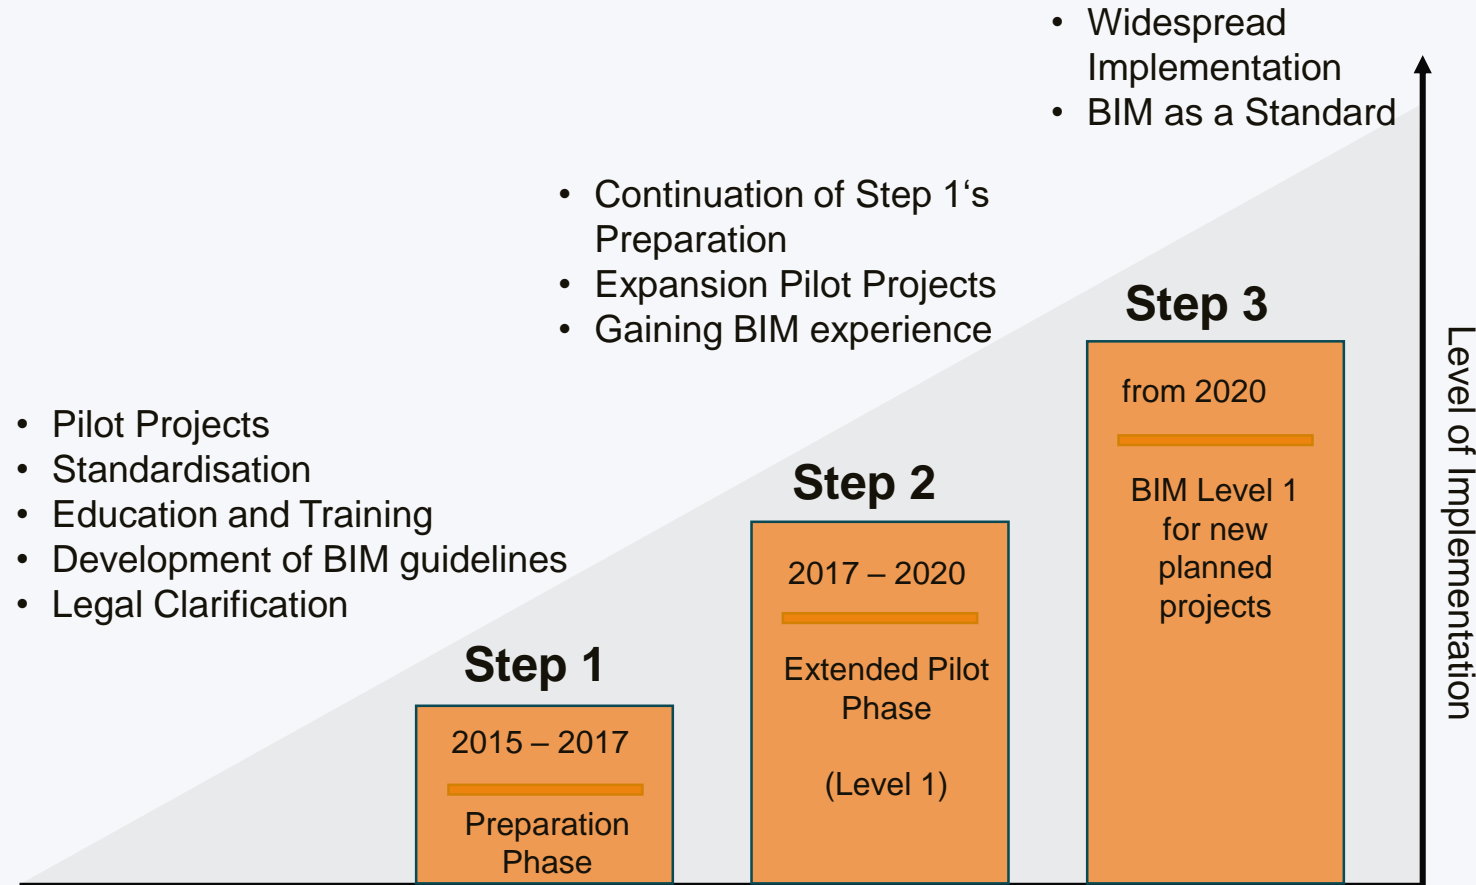 • Widespread
Implementation
• BIM as a Standard
• Continuation of Step 1‘s
Preparation
• Expansion Pilot Projects
• Gaining BIM experience
• Pilot Projects
• Standardisation
• Education and Training
• Development of BIM guidelines
• Legal Clarification
Step 1
2015 – 2017
Preparation
Phase
Step 2
2017 – 2020
Extended Pilot
Phase
(Level 1)
Step 3
from 2020
BIM Level 1
for new
planned
projects
Level of Implementation